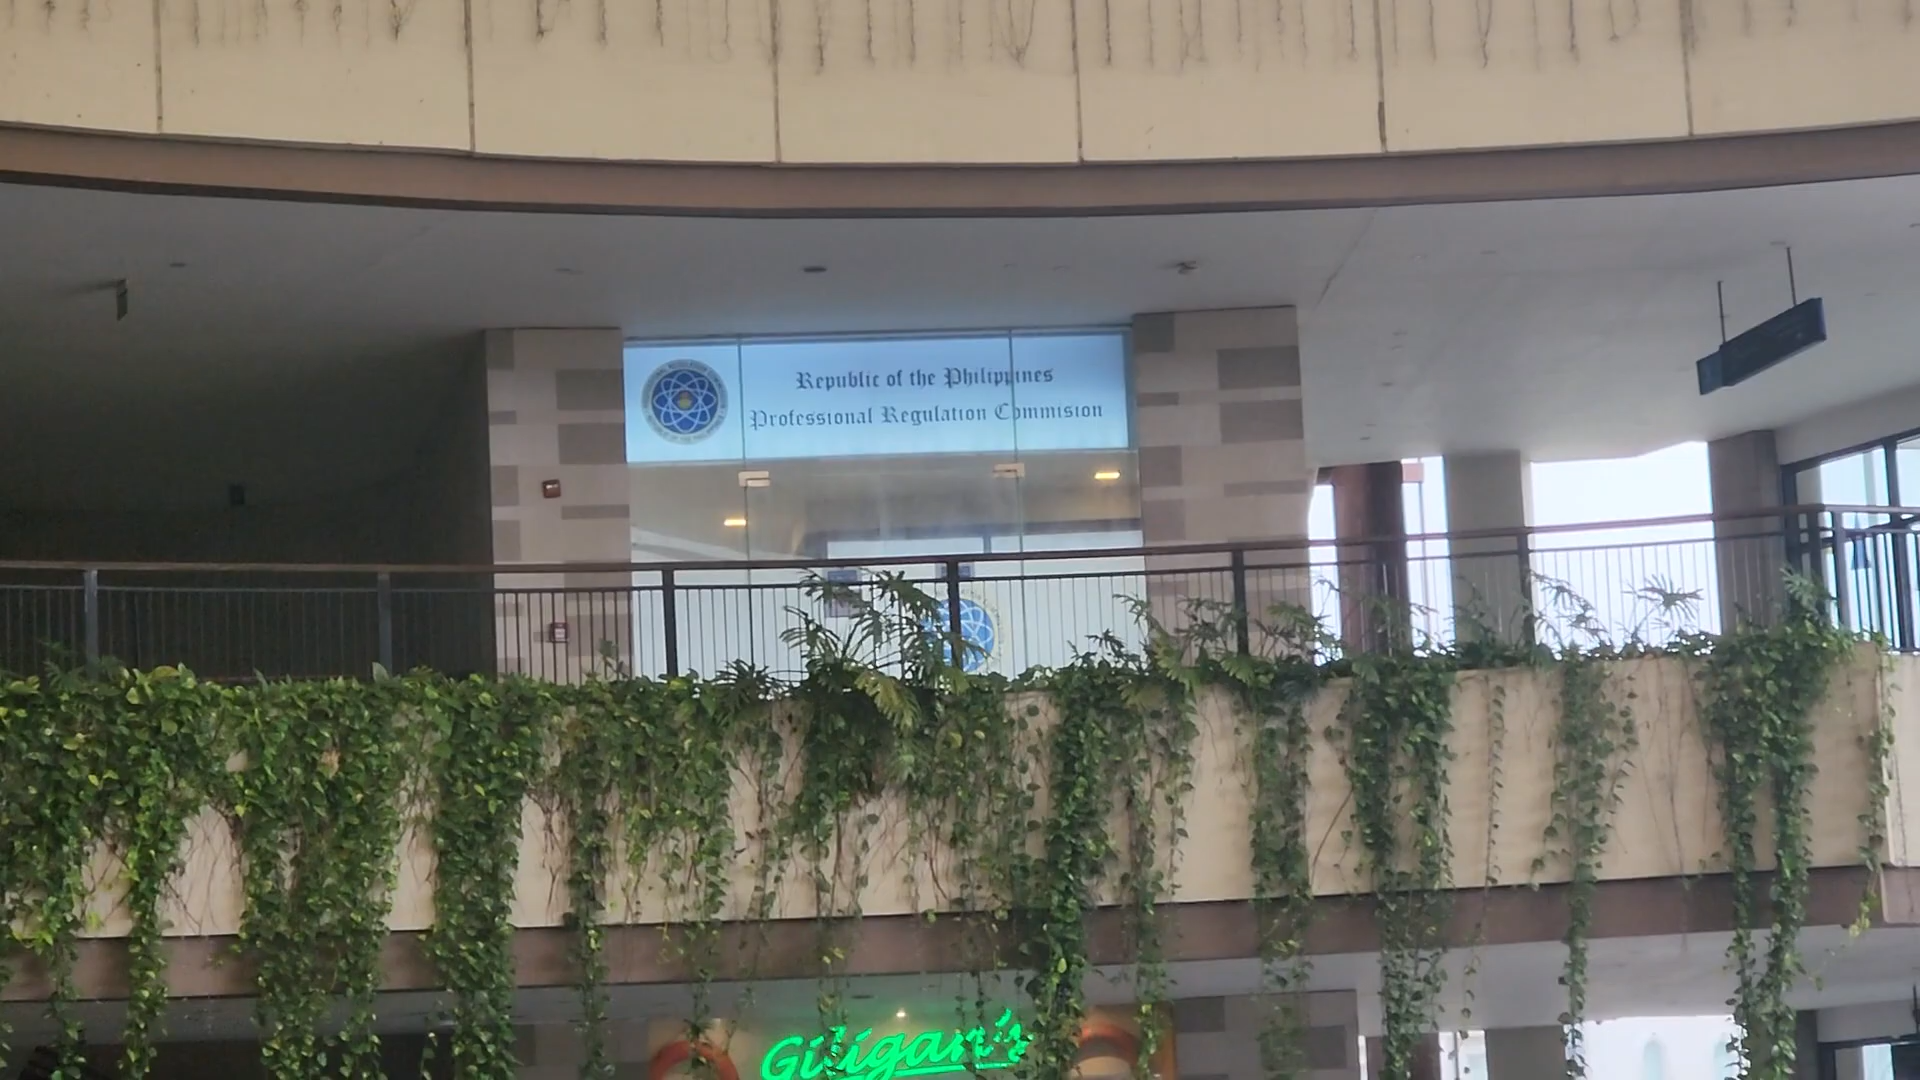 Republic of the Philippines
Professional Regulation Commision
Giligan's